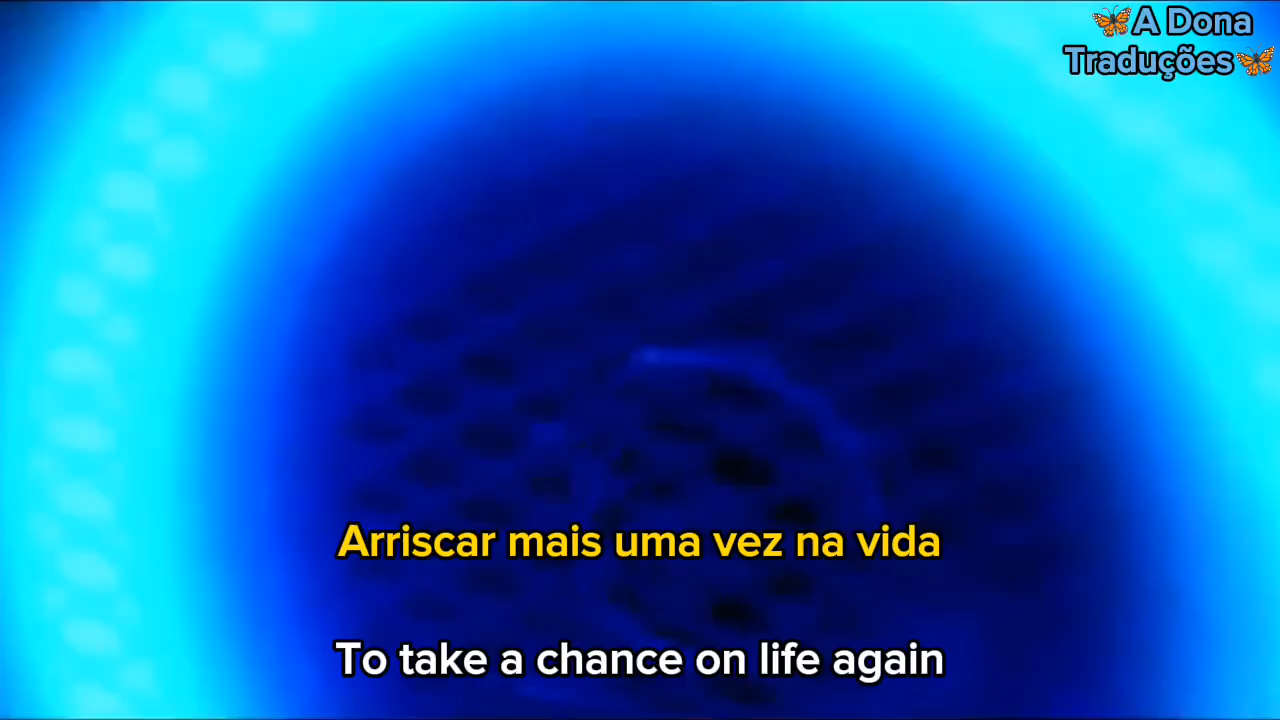 🦋A Dona
Traduções🦋
Arriscar mais uma vez na vida
To take a chance on life again